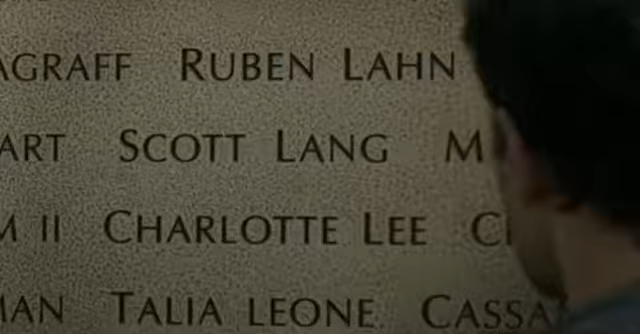 AGRAFF RUBEN LAHN
ART SCOTT LANG M
M II CHARLOTTE LEE
MAN TALIA LEONE CASSA